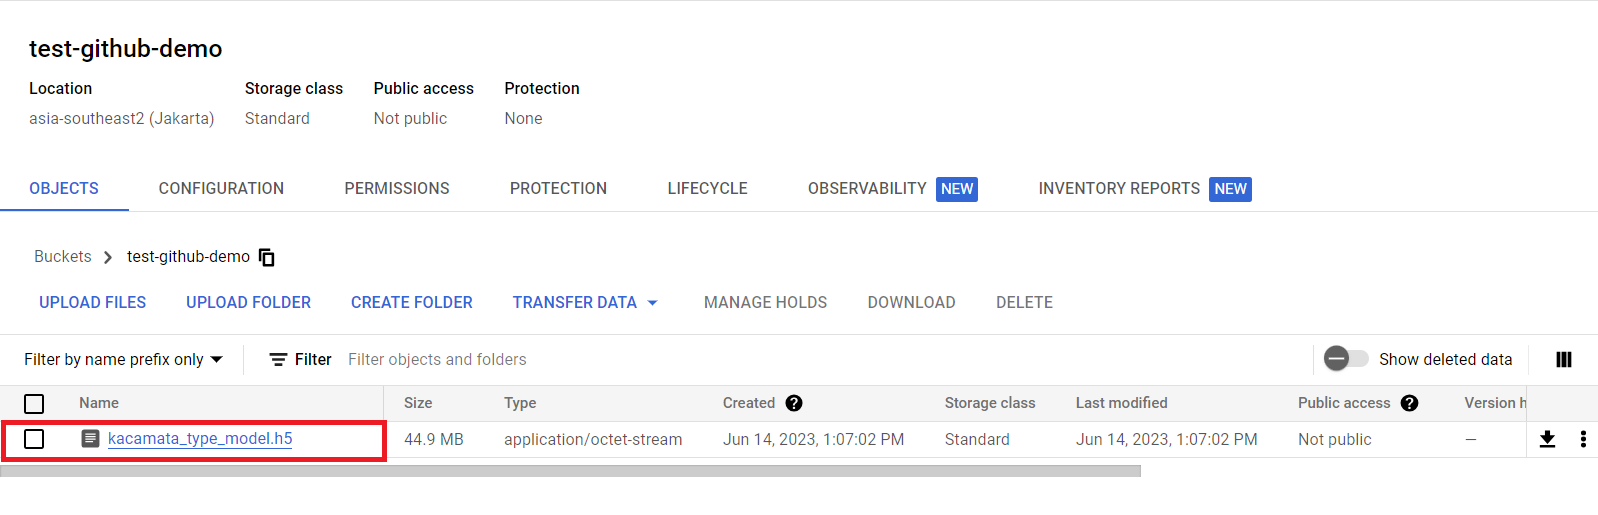 test-github-demo
Location Storage class Public access Protection
asia-southeast2 (Jakarta) Standard Not public None
OBJECTS CONFIGURATION PERMISSIONS PROTECTION LIFECYCLE OBSERVABILITY NEW INVENTORY REPORTS NEW
Buckets > test-github-demo
UPLOAD FILES UPLOAD FOLDER CREATE FOLDER TRANSFER DATA MANAGE HOLDS DOWNLOAD DELETE
Filter by name prefix only Filter Filter objects and folders Show deleted data
Name Size Type Created ? Storage class Last modified Public access ? Version h
kacamata_type_model.h5 44.9 MB application/octet-stream Jun 14, 2023, 1:07:02 PM Standard Jun 14, 2023, 1:07:02 PM Not public —